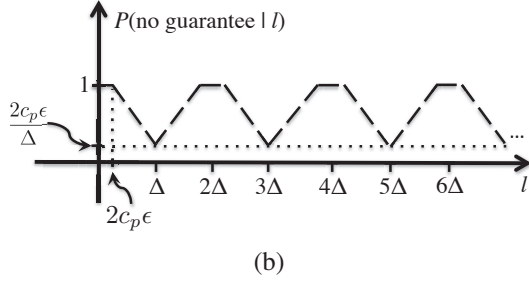 P(no guarantee | l)
1
2c_pϵ
Δ
Δ 2Δ 3Δ 4Δ 5Δ 6Δ l
...
2c_pϵ
(b)